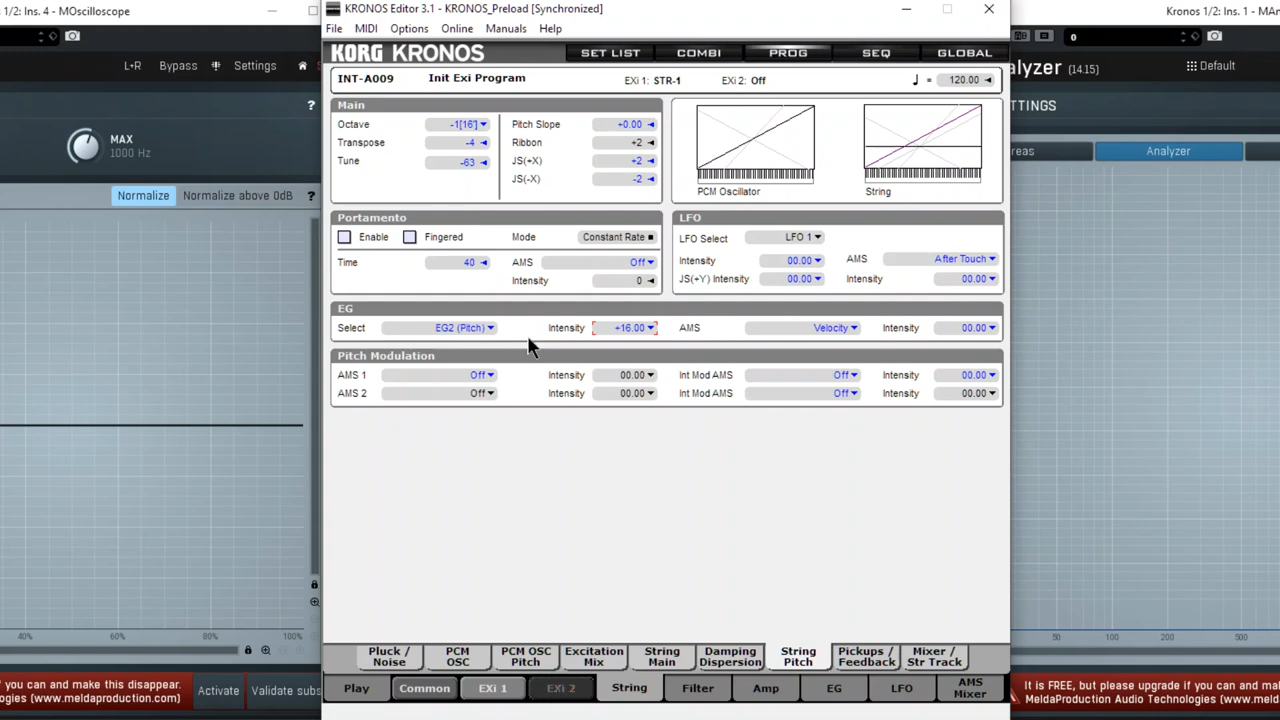 1/2: Ins. 4 - MOscilloscope
KRONOS Editor 3.1 - KRONOS_Preload [Synchronized]
Kronos 1/2: Ins. 1 - MAn
File MIDI Options Online Manuals Help
0
L+R Bypass Settings
KORG KRONOS
SET LIST COMBI PROG SEQ GLOBAL
alyzer (14.15)
Default
INT-A009 Init Exi Program EXi 1: STR-1 EXi 2: Off = 120.00
?
Main
TTINGS
Octave -1[16'] Pitch Slope +0.00
MAX
1000 Hz
Transpose -4 Ribbon +2
Tune -63 JS(+X) +2
JS(-X) -2
PCM Oscillator String
reas Analyzer
Normalize Normalize above 0dB ?
Portamento
LFO
Enable Fingered Mode Constant Rate
LFO Select LFO 1
Time 40 AMS Off
Intensity 0
Intensity 00.00 AMS After Touch
JS(+Y) Intensity 00.00 Intensity 00.00
EG
Select EG2 (Pitch) Intensity +16.00 AMS Velocity Intensity 00.00
Pitch Modulation
AMS 1 Off Intensity 00.00 Int Mod AMS Off Intensity 00.00
AMS 2 Off Intensity 00.00 Int Mod AMS Off Intensity 00.00
40% 60% 80% 100%
50 100 200 500
Pluck / Noise PCM OSC PCM OSC Pitch Excitation Mix String Main Damping Dispersion String Pitch Pickups / Feedback Mixer / Str Track
Play Common EXi 1 EXi 2 String Filter Amp EG LFO AMS Mixer
if you can and make this disappear.
logies (www.meldaproduction.com)
Activate Validate subs
It is FREE, but please upgrade if you can and ma
MeldaProduction Audio Technologies (www.meld